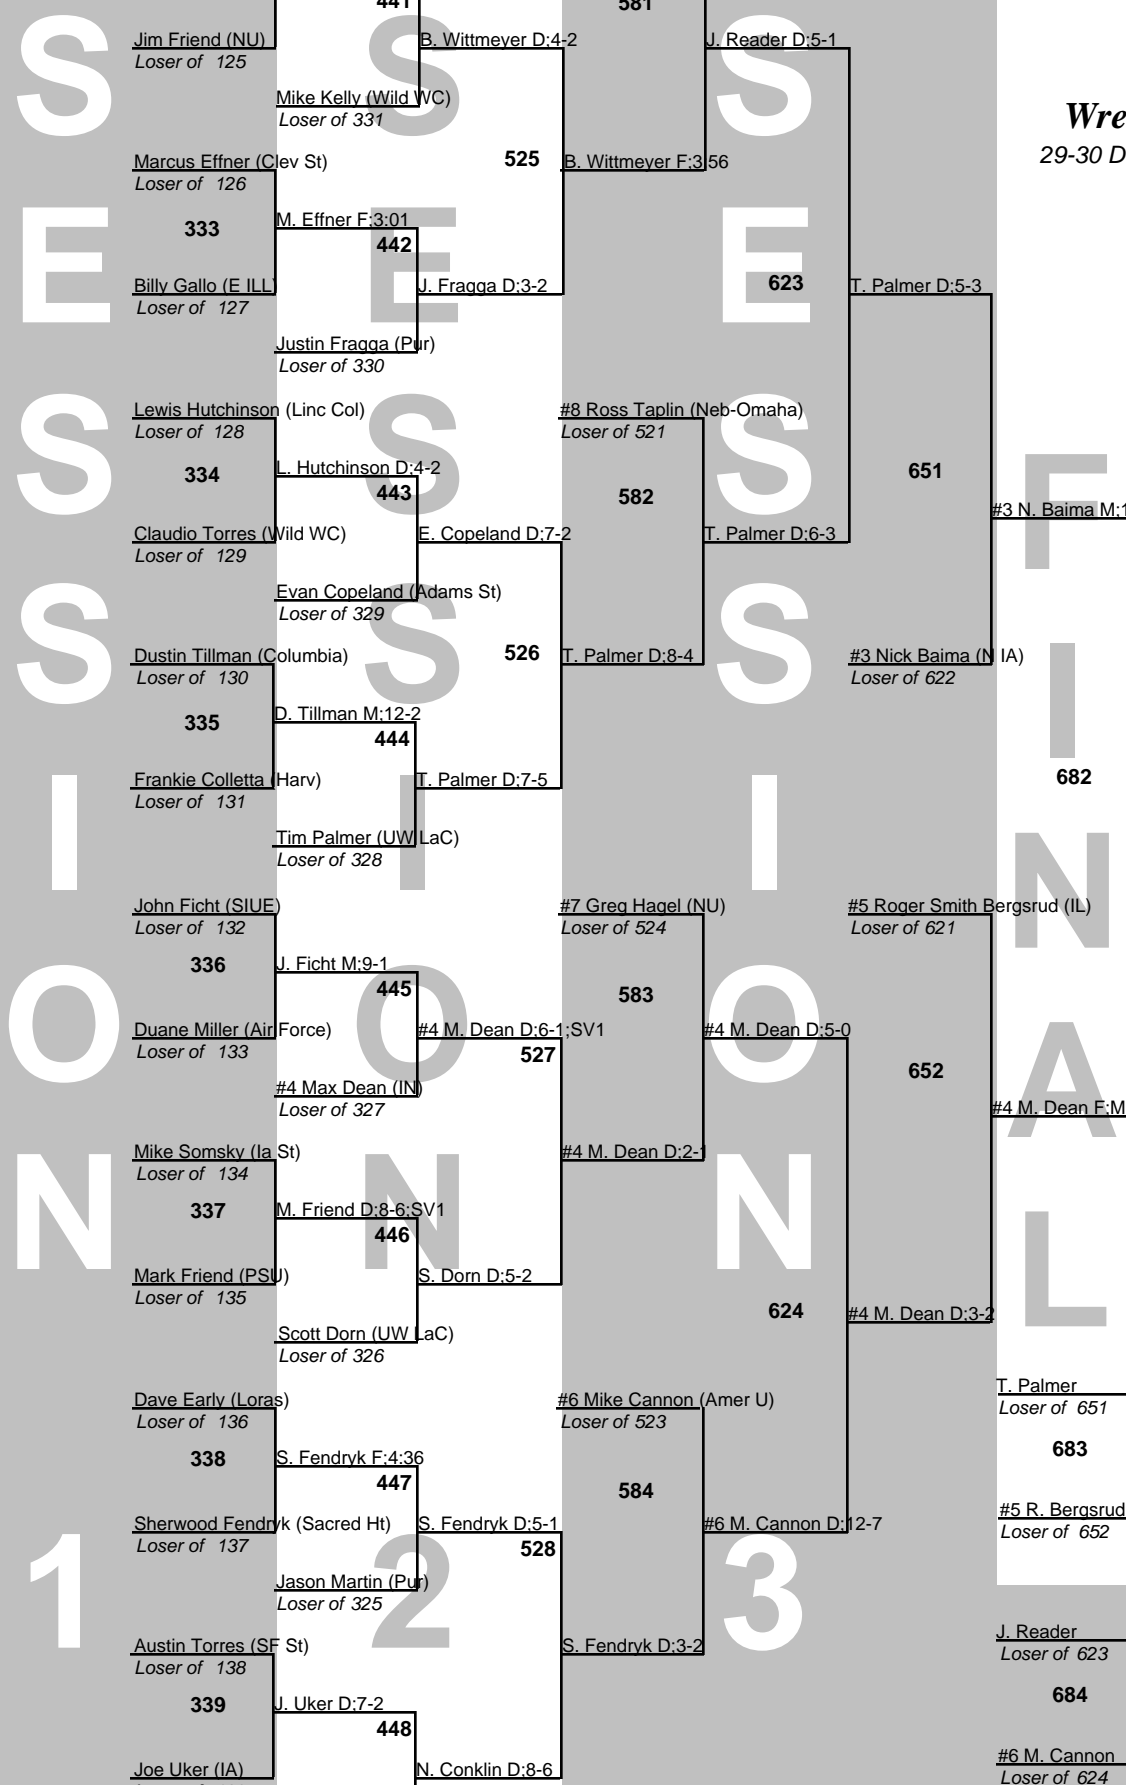 441
581
Jim Friend (NU)
B. Wittmeyer D;4-2
J. Reader D;5-1
Loser of 125
Mike Kelly (Wild WC)
Loser of 331
Wre
29-30 D
Marcus Effner (Clev St)
525
B. Wittmeyer F;3:56
Loser of 126
333
M. Effner F;3:01
442
Billy Gallo (E ILL)
J. Fragga D;3-2
623
T. Palmer D;5-3
Loser of 127
Justin Fragga (Pur)
Loser of 330
Lewis Hutchinson (Linc Col)
#8 Ross Taplin (Neb-Omaha)
Loser of 128
Loser of 521
334
L. Hutchinson D;4-2
651
443
582
#3 N. Baima M;1
Claudio Torres (Wild WC)
E. Copeland D;7-2
T. Palmer D;6-3
Loser of 129
Evan Copeland (Adams St)
Loser of 329
Dustin Tillman (Columbia)
526
T. Palmer D;8-4
#3 Nick Baima (N IA)
Loser of 130
Loser of 622
335
D. Tillman M;12-2
444
Frankie Colletta (Harv)
T. Palmer D;7-5
682
Loser of 131
Tim Palmer (UW LaC)
Loser of 328
John Ficht (SIUE)
#7 Greg Hagel (NU)
#5 Roger Smith Bergsrud (IL)
Loser of 132
Loser of 524
Loser of 621
336
J. Ficht M;9-1
445
583
Duane Miller (Air Force)
#4 M. Dean D;6-1;SV1
#4 M. Dean D;5-0
Loser of 133
527
652
#4 Max Dean (IN)
Loser of 327
#4 M. Dean F;M
Mike Somsky (Ia St)
#4 M. Dean D;2-1
Loser of 134
337
M. Friend D;8-6;SV1
446
Mark Friend (PSU)
S. Dorn D;5-2
Loser of 135
624
#4 M. Dean D;3-2
Scott Dorn (UW LaC)
Loser of 326
Dave Early (Loras)
#6 Mike Cannon (Amer U)
T. Palmer
Loser of 136
Loser of 523
Loser of 651
338
S. Fendryk F;4:36
683
447
584
Sherwood Fendryk (Sacred Ht)
S. Fendryk D;5-1
#6 M. Cannon D;12-7
#5 R. Bergsrud
Loser of 137
528
Loser of 652
Jason Martin (Pur)
Loser of 325
Austin Torres (SF St)
S. Fendryk D;3-2
J. Reader
Loser of 138
Loser of 623
339
J. Uker D;7-2
684
448
Joe Uker (IA)
N. Conklin D;8-6
#6 M. Cannon
Loser of 624
SESSION 1
SESSION 2
SESSION 3
FINAL